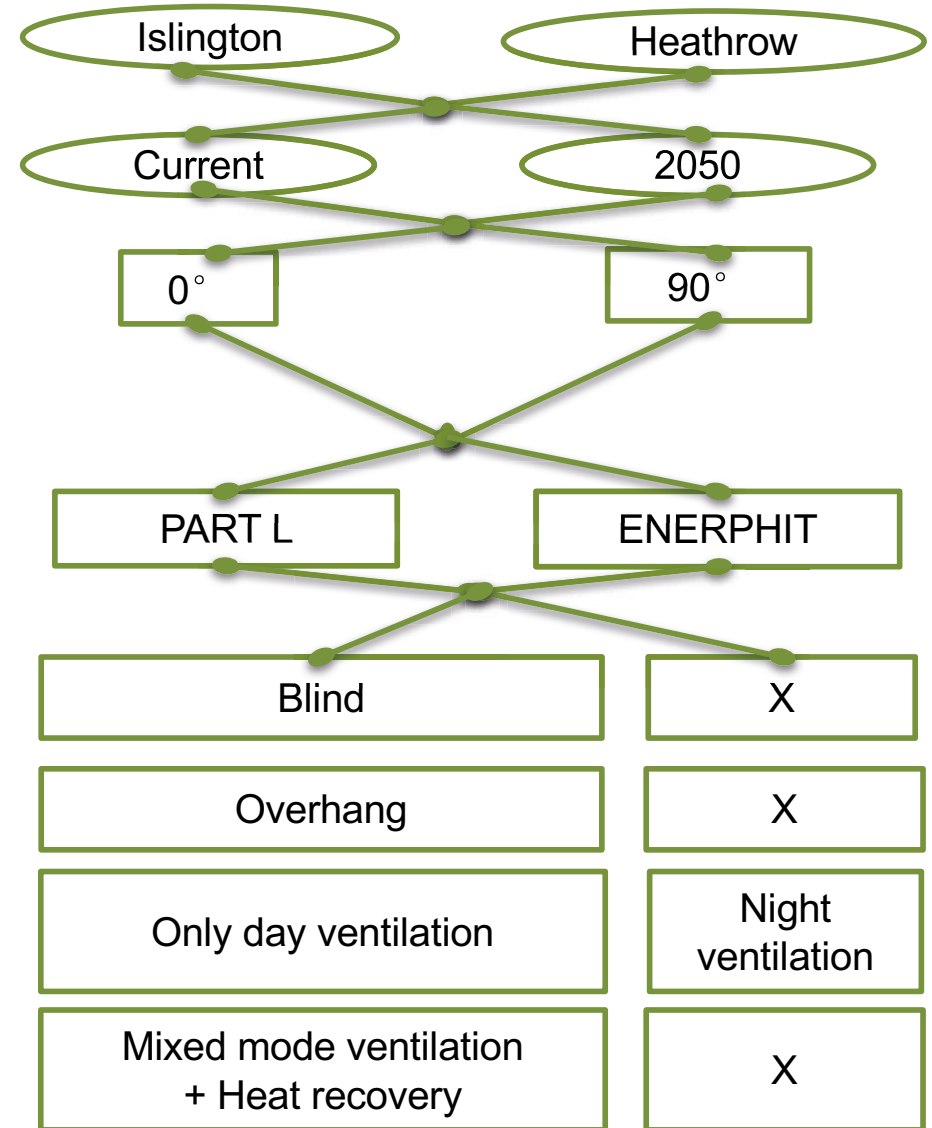 Islington
Heathrow
Current
2050
0°
90°
PART L
ENERPHIT
Blind
X
Overhang
X
Only day ventilation
Night
ventilation
Mixed mode ventilation
+ Heat recovery
X